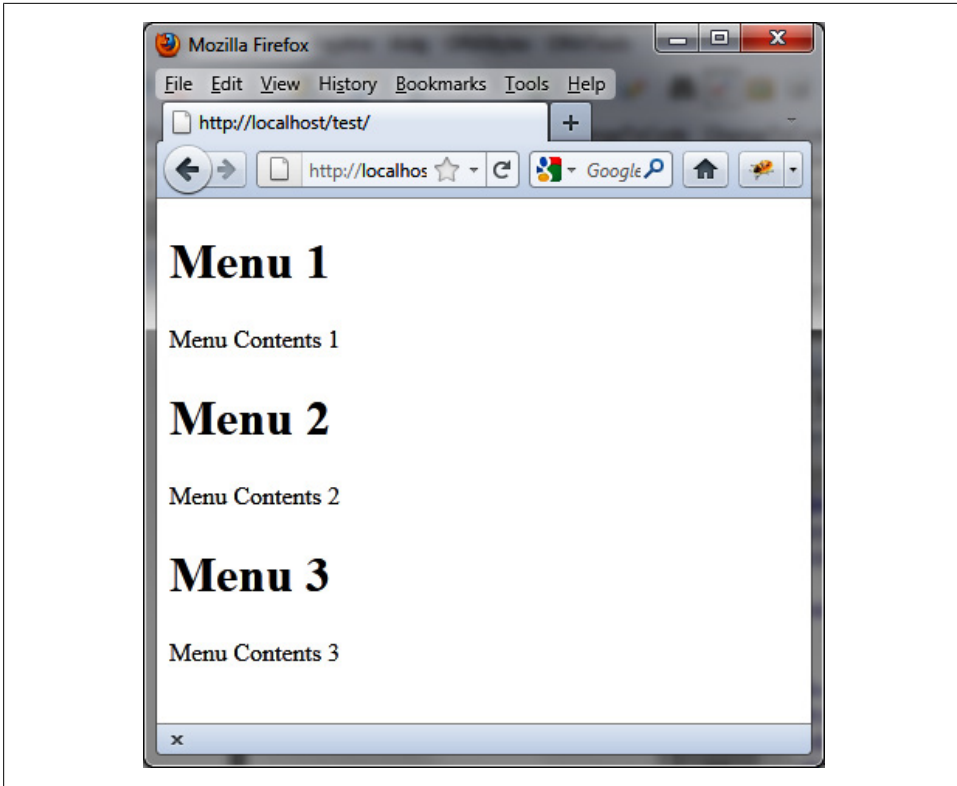 Mozilla Firefox
File Edit View History Bookmarks Tools Help
http://localhost/test/
http://localhos Google
Menu 1
Menu Contents 1
Menu 2
Menu Contents 2
Menu 3
Menu Contents 3